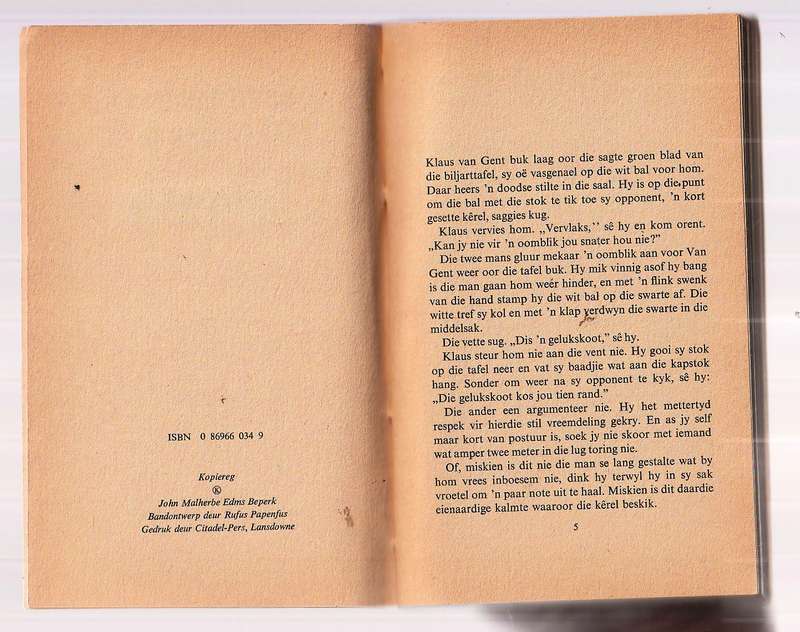 ISBN 0 86966 034 9
Kopiereg
Ⓚ
John Malherbe Edms Beperk
Bandontwerp deur Rufus Papenfus
Gedruk deur Citadel-Pers, Lansdowne
Klaus van Gent buk laag oor die sagte groen blad van
die biljarttafel, sy oë vasgenael op die wit bal voor hom.
Daar heers 'n doodse stilte in die saal. Hy is op die punt
om die bal met die stok te tik toe sy opponent, 'n kort
gesette kêrel, saggies kug.
Klaus vervies hom. „Vervlaks,'' sê hy en kom orent.
„Kan jy nie vir 'n oomblik jou snater hou nie?”
Die twee mans gluur mekaar 'n oomblik aan voor Van
Gent weer oor die tafel buk. Hy mik vinnig asof hy bang
is die man gaan hom weér hinder, en met 'n flink swenk
van die hand stamp hy die wit bal op die swarte af. Die
witte tref sy kol en met 'n klap verdwyn die swarte in die
middelsak.
Die vette sug. „Dis 'n gelukskoot,” sê hy.
Klaus steur hom nie aan die vent nie. Hy gooi sy stok
op die tafel neer en vat sy baadjie wat aan die kapstok
hang. Sonder om weer na sy opponent te kyk, sê hy:
„Die gelukskoot kos jou tien rand.”
Die ander een argumenteer nie. Hy het mettertyd
respek vir hierdie stil vreemdeling gekry. En as jy self
maar kort van postuur is, soek jy nie skoor met iemand
wat amper twee meter in die lug toring nie.
Of, miskien is dit nie die man se lang gestalte wat by
hom vrees inboesem nie, dink hy terwyl hy in sy sak
vroetel om 'n paar note uit te haal. Miskien is dit daardie
eienaardige kalmte waaroor die kêrel beskik.
5